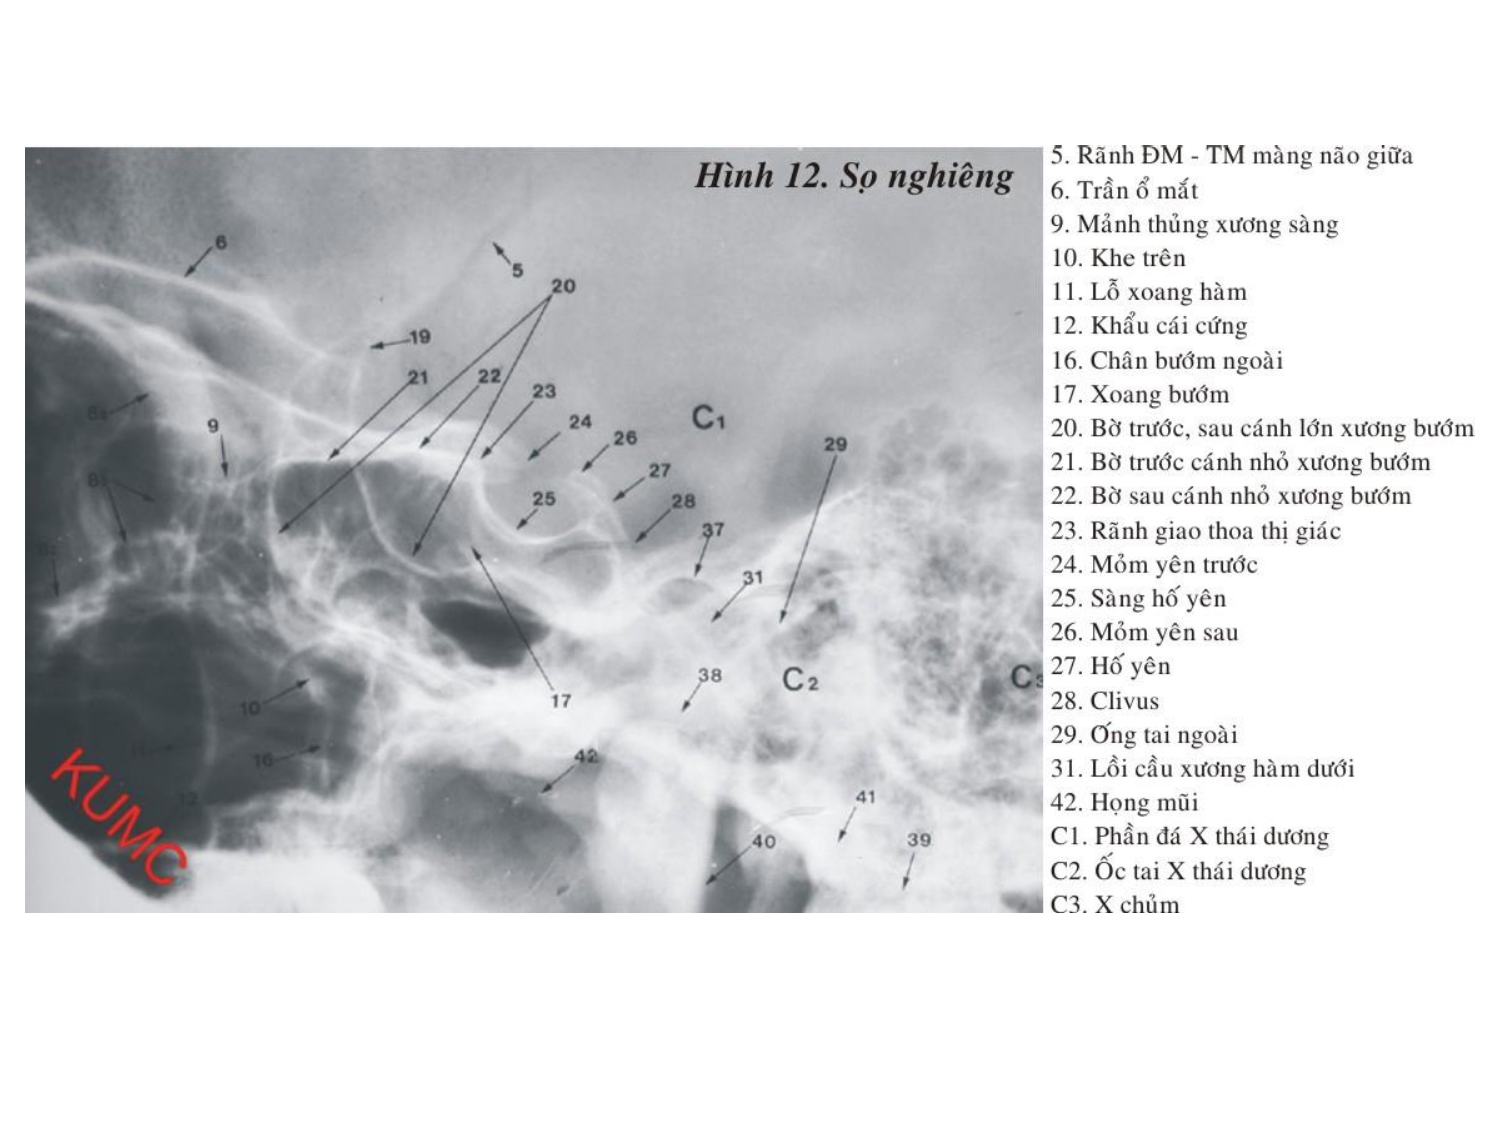 Hình 12. Sọ nghiêng
5. Rãnh ĐM - TM màng não giữa
6. Trần ổ mắt
9. Mảnh thủng xương sàng
10. Khe trên
11. Lỗ xoang hàm
12. Khẩu cái cứng
16. Chân bướm ngoài
17. Xoang bướm
20. Bờ trước, sau cánh lớn xương bướm
21. Bờ trước cánh nhỏ xương bướm
22. Bờ sau cánh nhỏ xương bướm
23. Rãnh giao thoa thị giác
24. Mỏm yên trước
25. Sàng hố yên
26. Mỏm yên sau
27. Hố yên
28. Clivus
29. Ống tai ngoài
31. Lồi cầu xương hàm dưới
42. Họng mũi
C1. Phần đá X thái dương
C2. Ốc tai X thái dương
C3. X chủm
6
5
20
19
21
22
23
9
24
26
C1
29
27
25
28
37
31
38
C2
C3
17
10
42
16
12
41
40
39
KUMC